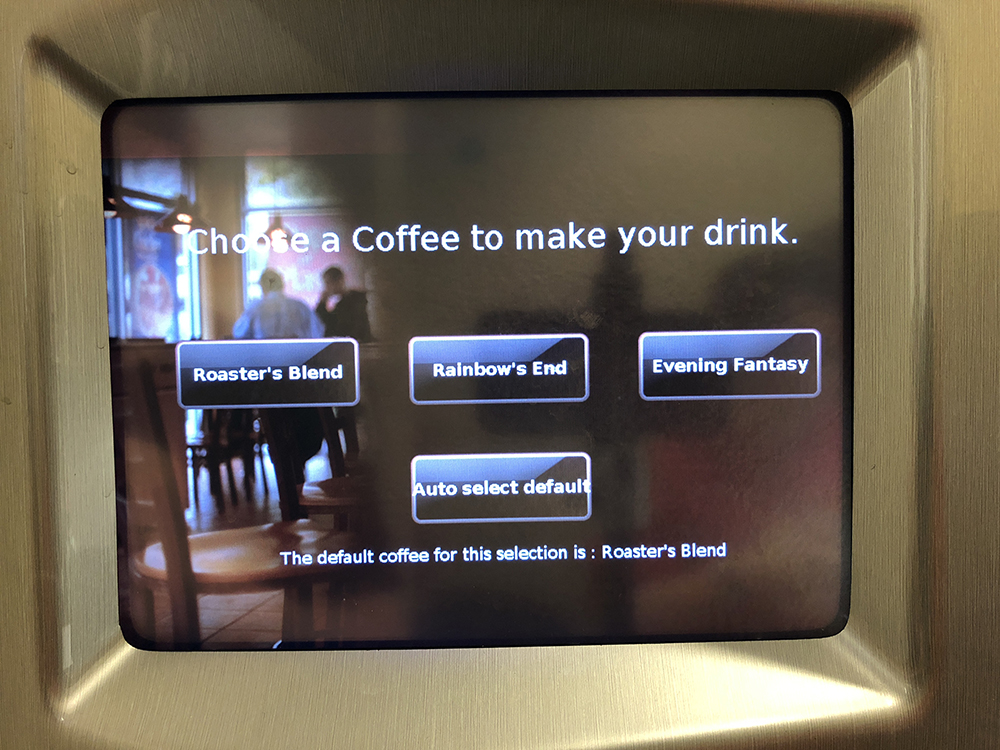 Choose a Coffee to make your drink.
Roaster's Blend
Rainbow's End
Evening Fantasy
Auto select default
The default coffee for this selection is : Roaster's Blend